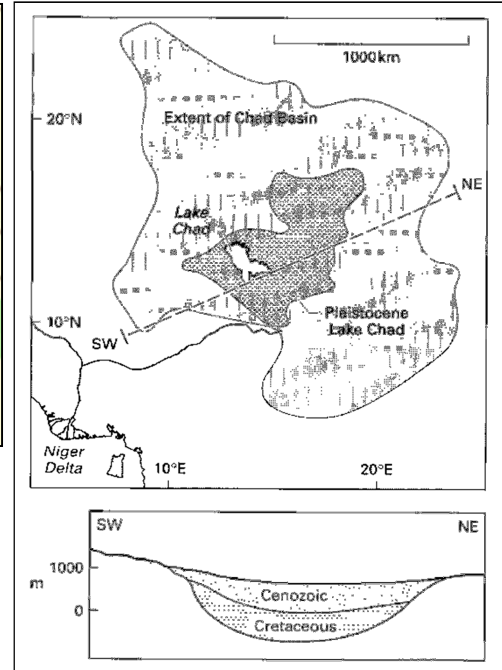 1000km
20°N
Extent of Chad Basin
NE
Lake
Chad
10°N
Pleistocene
Lake Chad
SW
Niger
Delta
10°E
20°E
SW
NE
m
1000
0
Cenozoic
Cretaceous